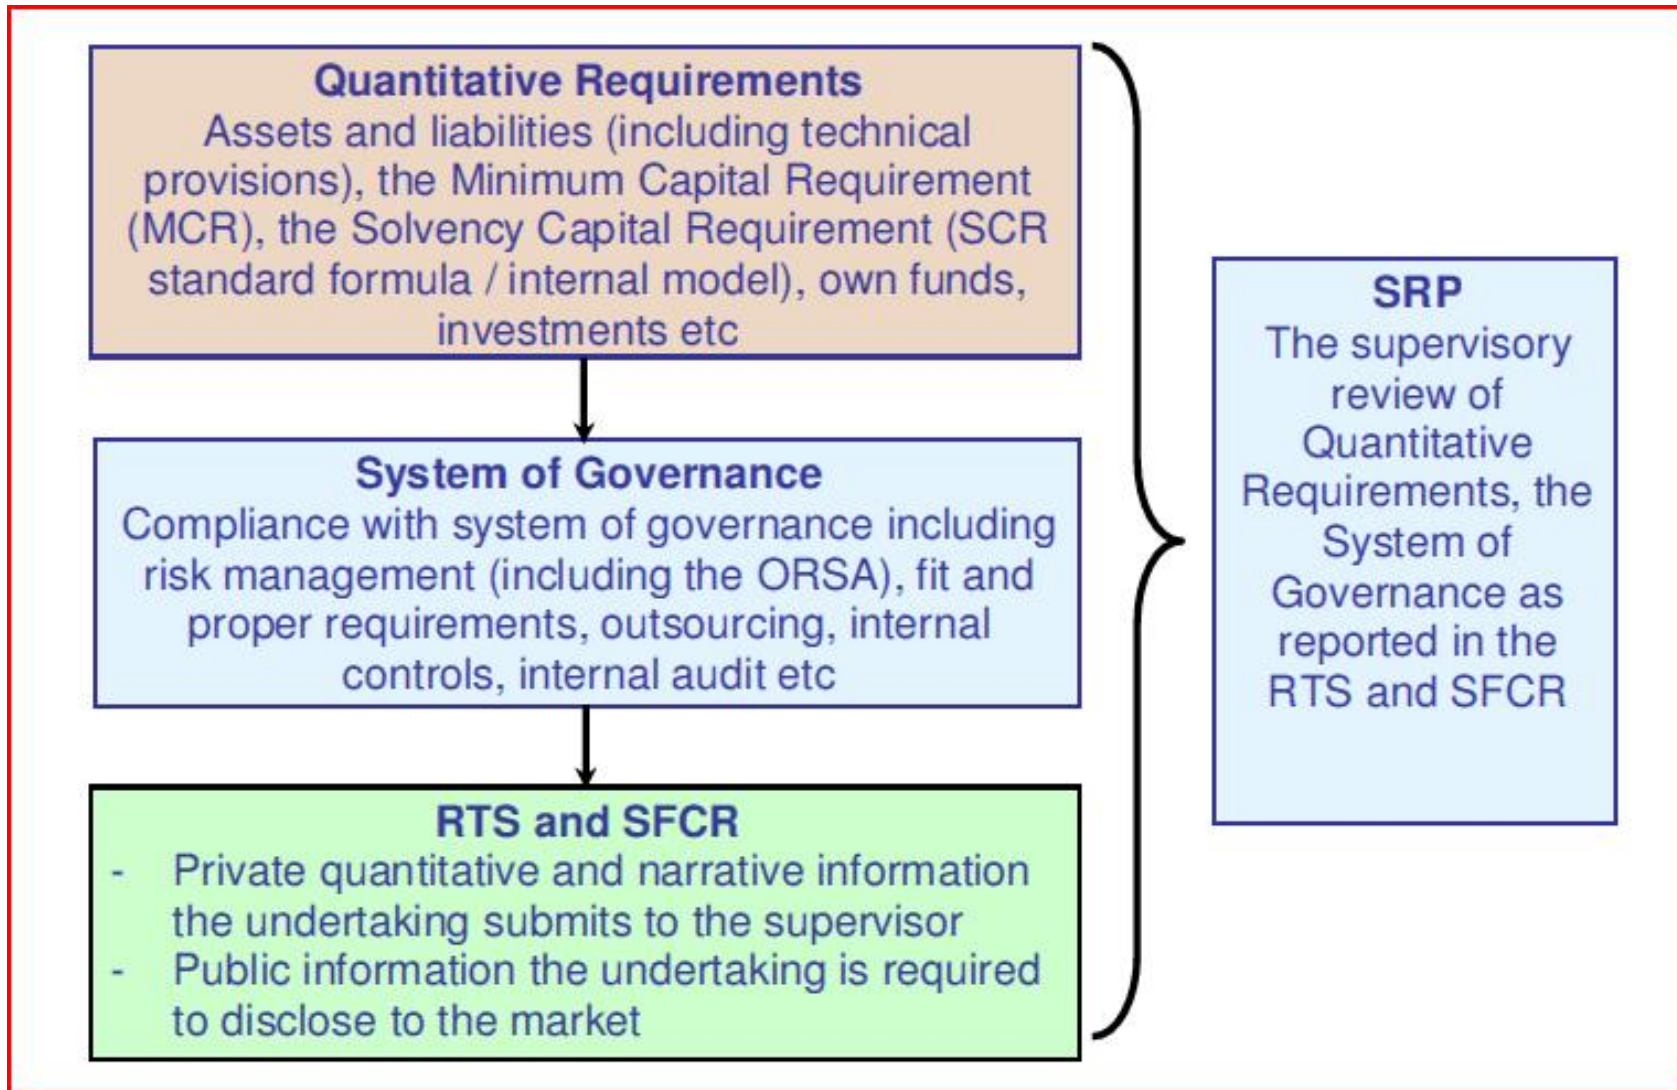 Quantitative Requirements
Assets and liabilities (including technical
provisions), the Minimum Capital Requirement
(MCR), the Solvency Capital Requirement (SCR
standard formula / internal model), own funds,
investments etc
System of Governance
Compliance with system of governance including
risk management (including the ORSA), fit and
proper requirements, outsourcing, internal
controls, internal audit etc
RTS and SFCR
- Private quantitative and narrative information
the undertaking submits to the supervisor
- Public information the undertaking is required
to disclose to the market
SRP
The supervisory
review of
Quantitative
Requirements, the
System of
Governance as
reported in the
RTS and SFCR